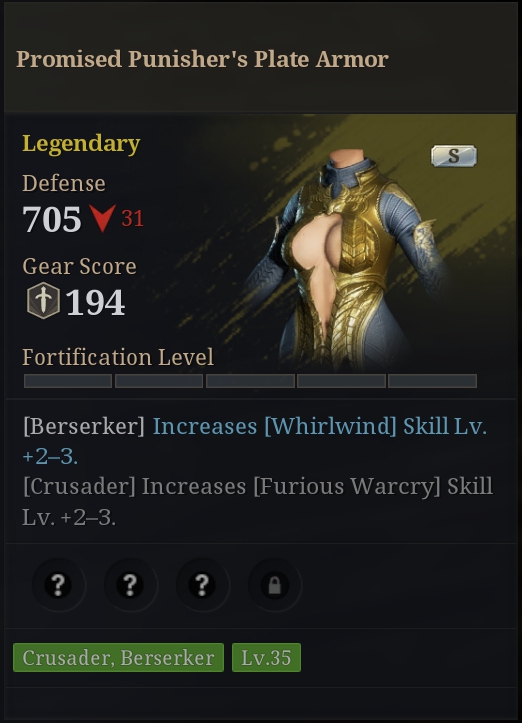 Promised Punisher's Plate Armor
Legendary
S
Defense
705 31
Gear Score
194
Fortification Level
[Berserker] Increases [Whirlwind] Skill Lv.
+2–3.
[Crusader] Increases [Furious Warcry] Skill
Lv. +2–3.
? ? ?
Crusader, Berserker Lv.35